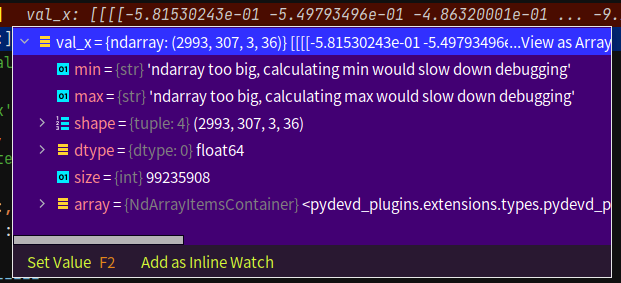 val_x: [[[[-5.81530243e-01 -5.49793496e-01 -4.86320001e-01 ... -9.
val_x = {ndarray: (2993, 307, 3, 36)} [[[[-5.81530243e-01 -5.49793496e...View as Array
min = {str} 'ndarray too big, calculating min would slow down debugging'
max = {str} 'ndarray too big, calculating max would slow down debugging'
shape = {tuple: 4} (2993, 307, 3, 36)
dtype = {dtype: 0} float64
size = {int} 99235908
array = {NdArrayItemsContainer} <pydevd_plugins.extensions.types.pydevd_p
Set Value F2 Add as Inline Watch